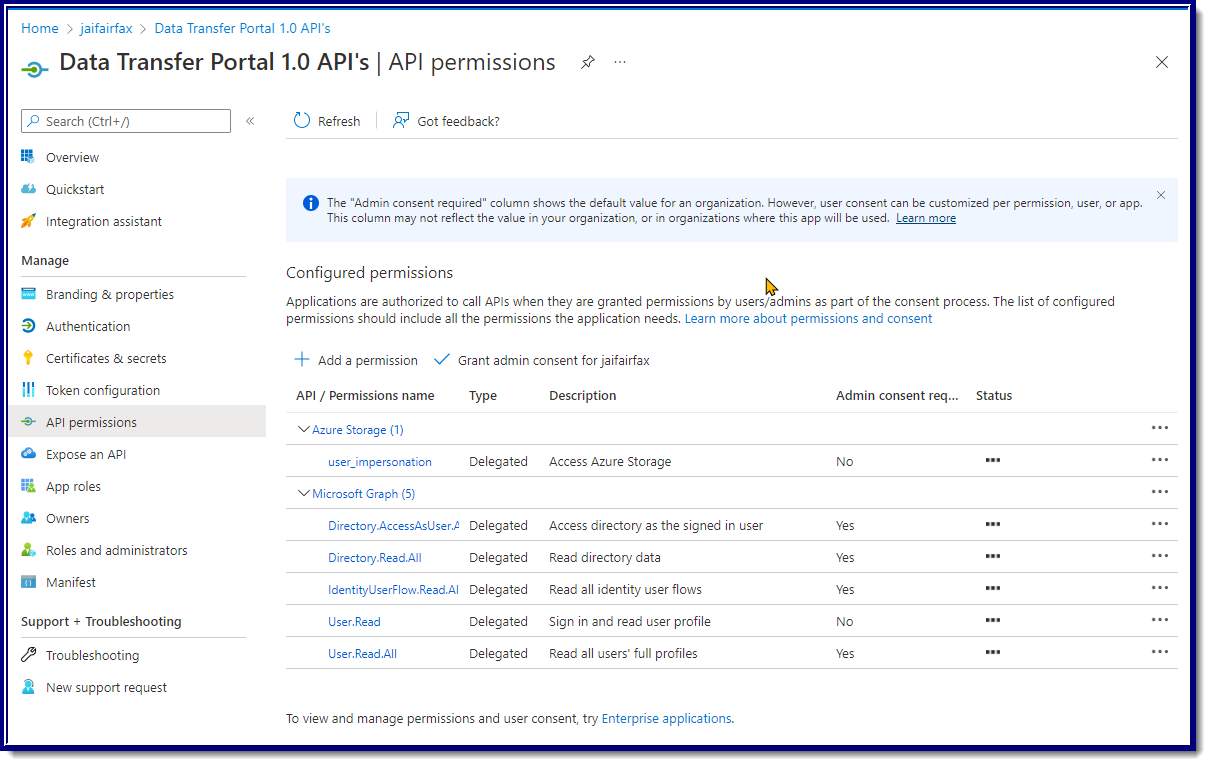 Home > jaifairfax > Data Transfer Portal 1.0 API's
Data Transfer Portal 1.0 API's | API permissions
Search (Ctrl+/)
«
Refresh
Got feedback?
Overview
Quickstart
Integration assistant
Manage
Branding & properties
Authentication
Certificates & secrets
Token configuration
API permissions
Expose an API
App roles
Owners
Roles and administrators
Manifest
Support + Troubleshooting
Troubleshooting
New support request
The "Admin consent required" column shows the default value for an organization. However, user consent can be customized per permission, user, or app.
This column may not reflect the value in your organization, or in organizations where this app will be used. Learn more
Configured permissions
Applications are authorized to call APIs when they are granted permissions by users/admins as part of the consent process. The list of configured
permissions should include all the permissions the application needs. Learn more about permissions and consent
Add a permission
Grant admin consent for jaifairfax
API / Permissions name Type Description Admin consent req... Status
Azure Storage (1)
user_impersonation Delegated Access Azure Storage No
Microsoft Graph (5)
Directory.AccessAsUser.A Delegated Access directory as the signed in user Yes
Directory.Read.All Delegated Read directory data Yes
IdentityUserFlow.Read.Al Delegated Read all identity user flows Yes
User.Read Delegated Sign in and read user profile No
User.Read.All Delegated Read all users' full profiles Yes
To view and manage permissions and user consent, try Enterprise applications.